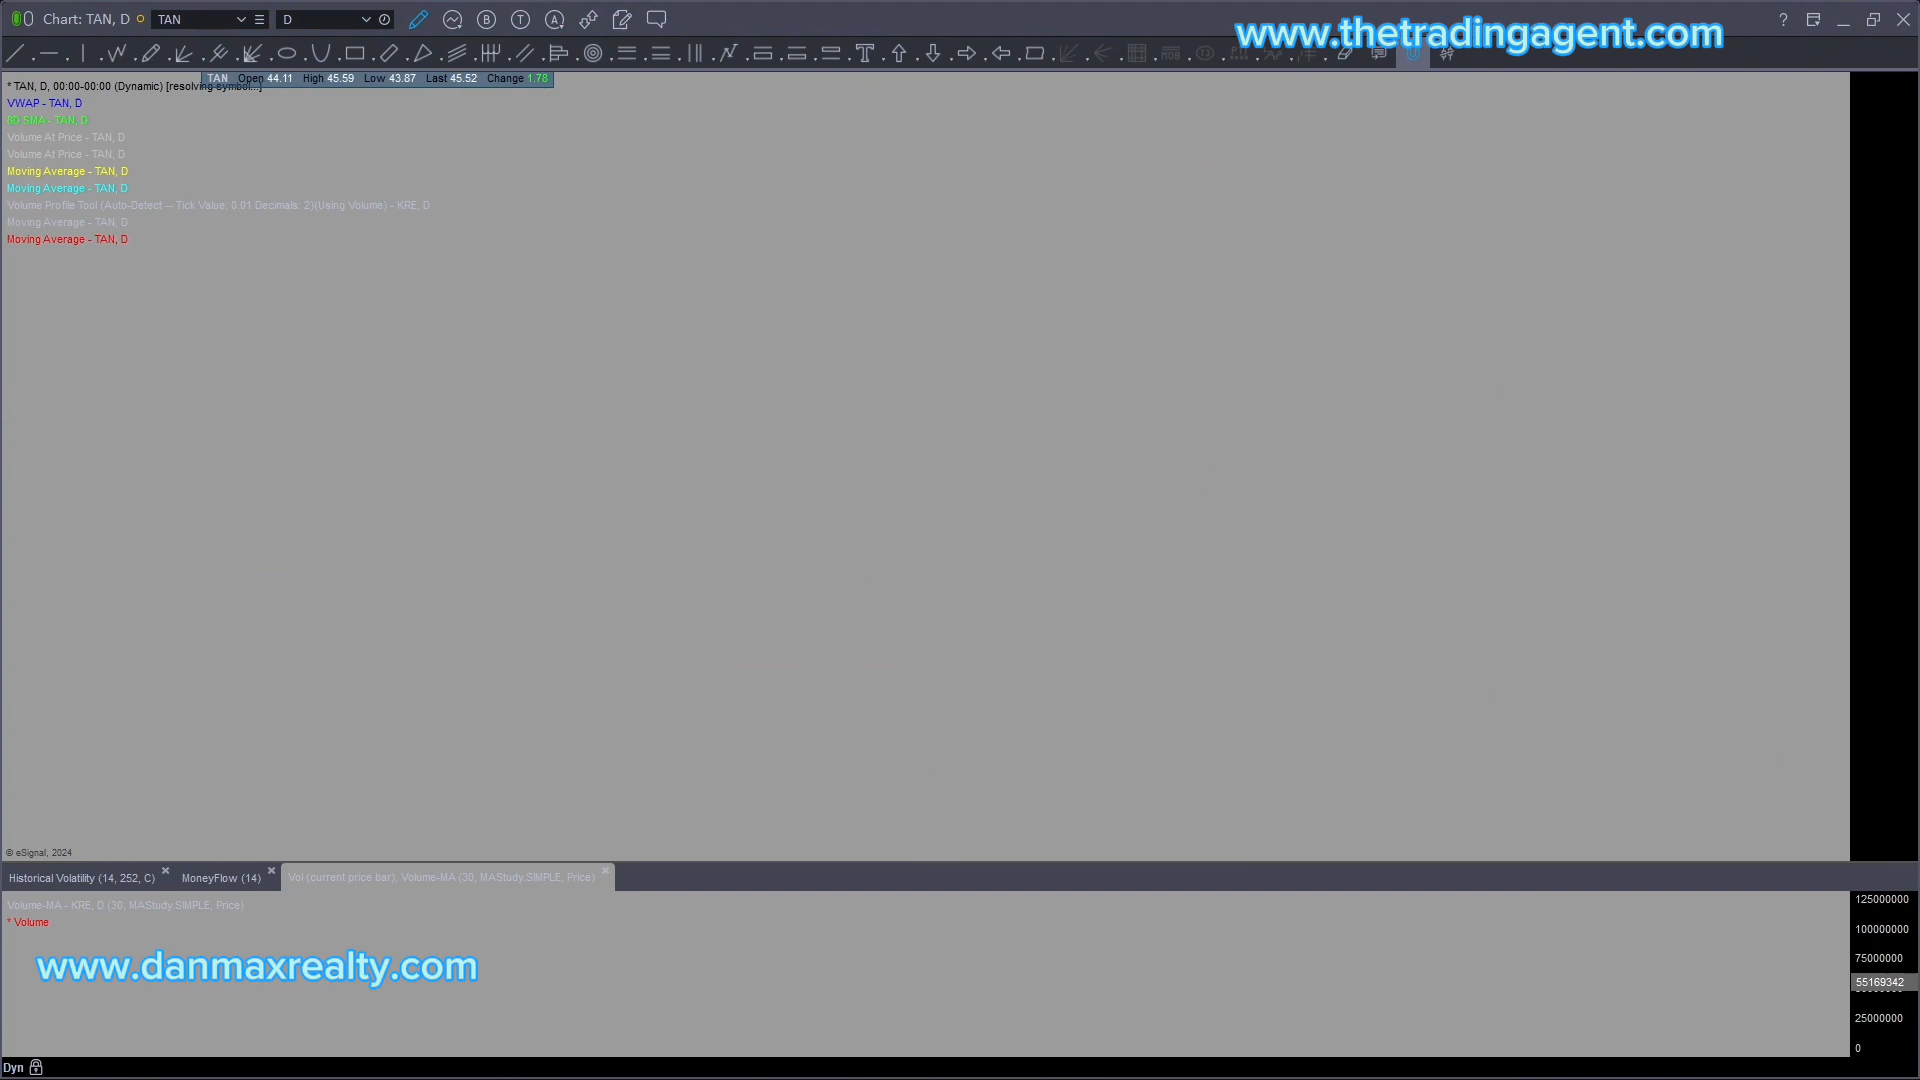 Chart: TAN, D TAN D
www.thetradingagent.com
TAN Open 44.11 High 45.59 Low 43.87 Last 45.52 Change 1.78
* TAN, D, 00:00-00:00 (Dynamic) [resolving symbol...]
VWAP - TAN, D
8D SMA - TAN, D
Volume At Price - TAN, D
Volume At Price - TAN, D
Moving Average - TAN, D
Moving Average - TAN, D
Volume Profile Tool (Auto-Detect -- Tick Value: 0.01 Decimals: 2)(Using Volume) - KRE, D
Moving Average - TAN, D
Moving Average - TAN, D
© eSignal, 2024
Historical Volatility (14, 252, C) MoneyFlow (14) Vol (current price bar), Volume-MA (30, MAStudy.SIMPLE, Price)
Volume-MA - KRE, D (30, MAStudy.SIMPLE, Price)
* Volume
www.danmaxrealty.com
125000000
100000000
75000000
55169342
25000000
0
Dyn